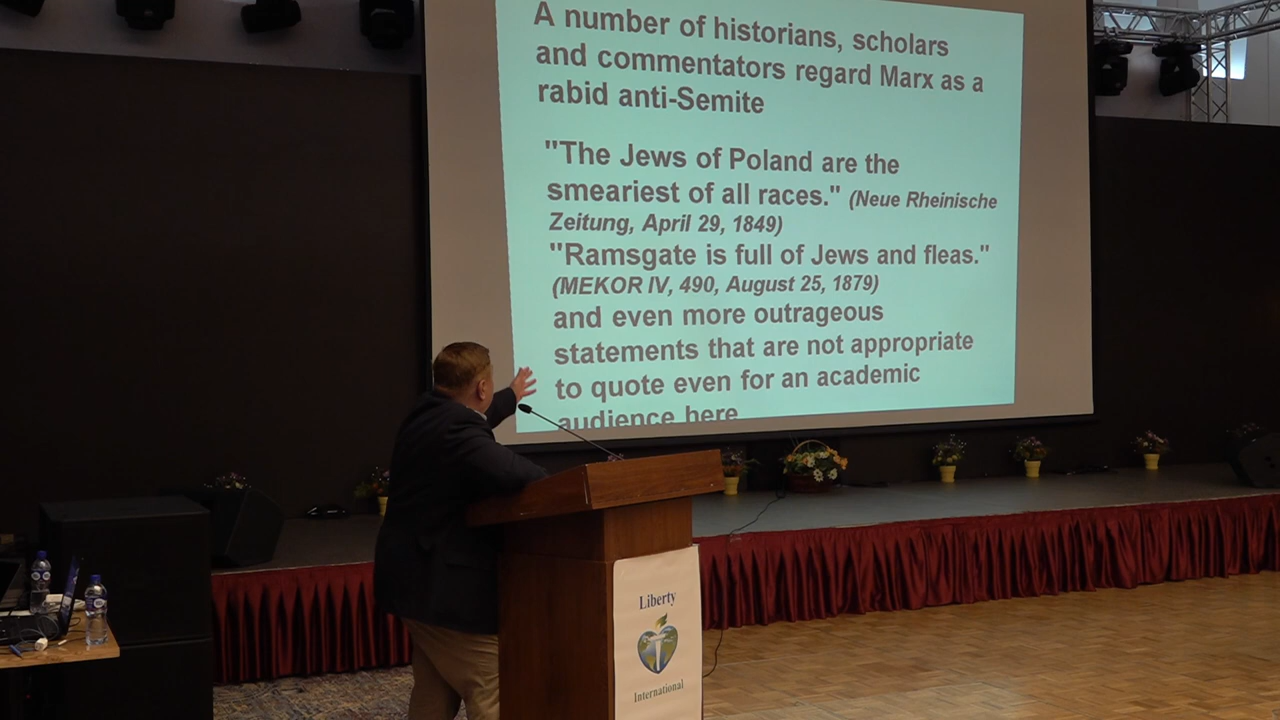 A number of historians, scholars
and commentators regard Marx as a
rabid anti-Semite
"The Jews of Poland are the
smeariest of all races." (Neue Rheinische
Zeitung, April 29, 1849)
"Ramsgate is full of Jews and fleas."
(MEKOR IV, 490, August 25, 1879)
and even more outrageous
statements that are not appropriate
to quote even for an academic
audience here
Liberty
International